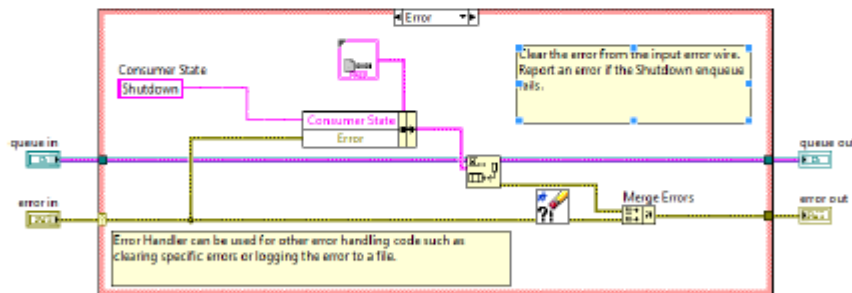 Error
Consumer State
Shutdown
Clear the error from the input error wire.
Report an error if the Shutdown enqueue
fails.
Consumer State
Error
queue in
queue out
error in
Merge Errors
error out
Error Handler can be used for other error handling code such as
clearing specific errors or logging the error to a file.